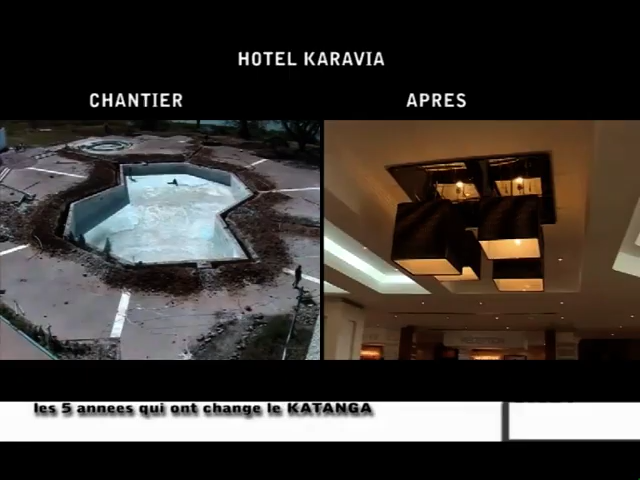 HOTEL KARAVIA
CHANTIER
APRES
les 5 annees qui ont change le KATANGA